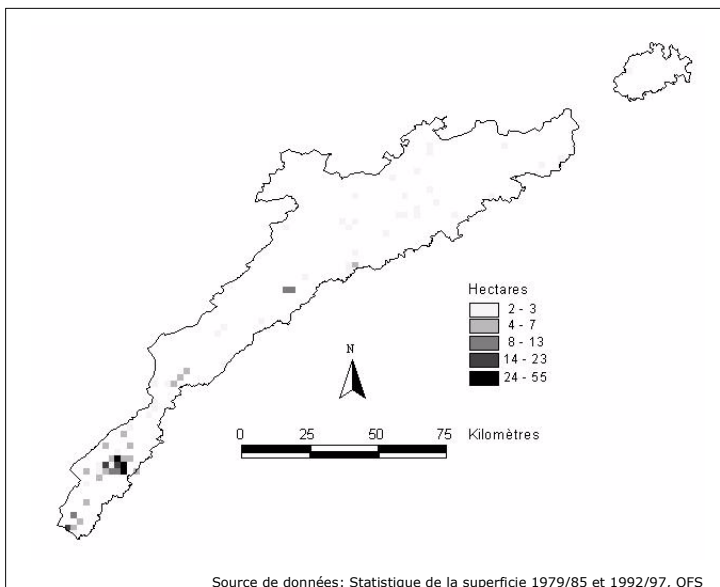 Hectares
2 - 3
4 - 7
8 - 13
14 - 23
24 - 55
N
0 25 50 75 Kilomètres
Source de données: Statistique de la superficie 1979/85 et 1992/97, OFS